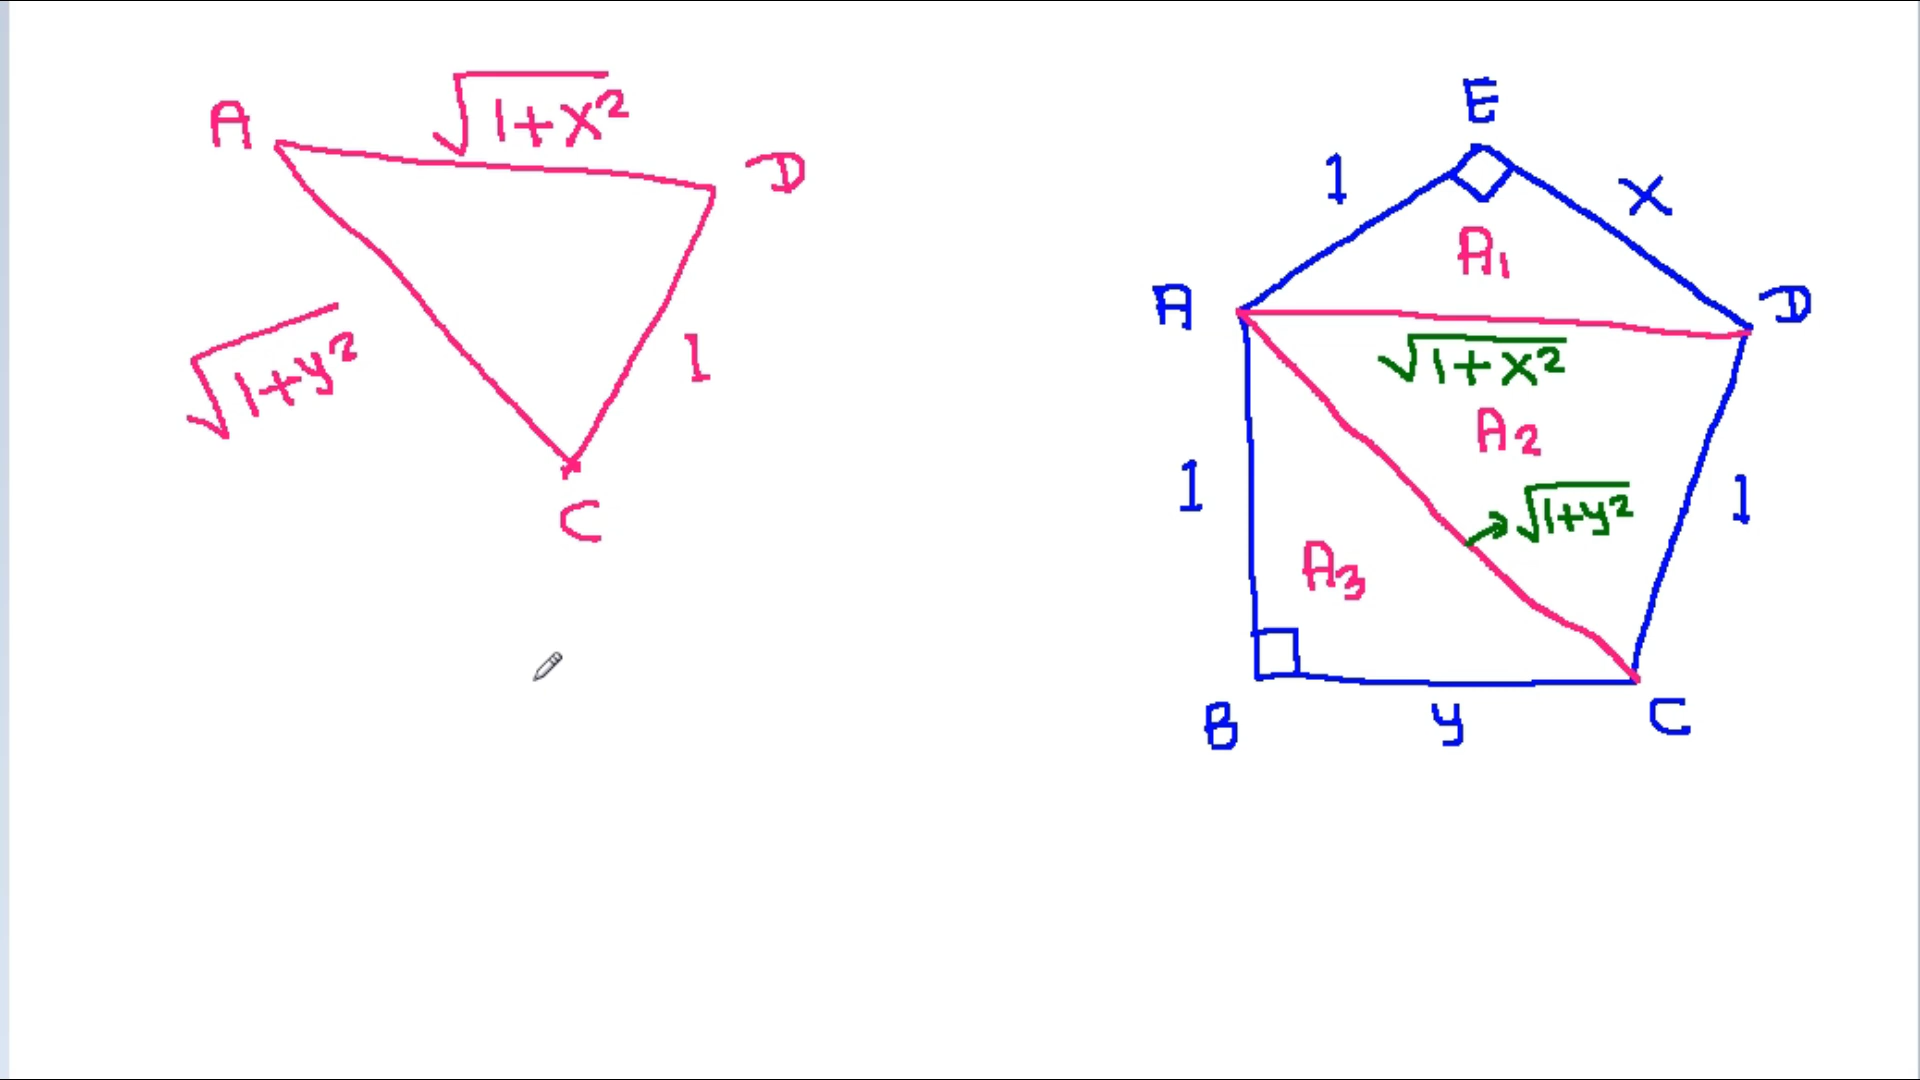 A
√(1+x²)
D
√(1+y²)
1
C
E
1
x
A₁
A
D
√(1+x²)
A₂
1
√(1+y²)
1
A₃
B
y
C